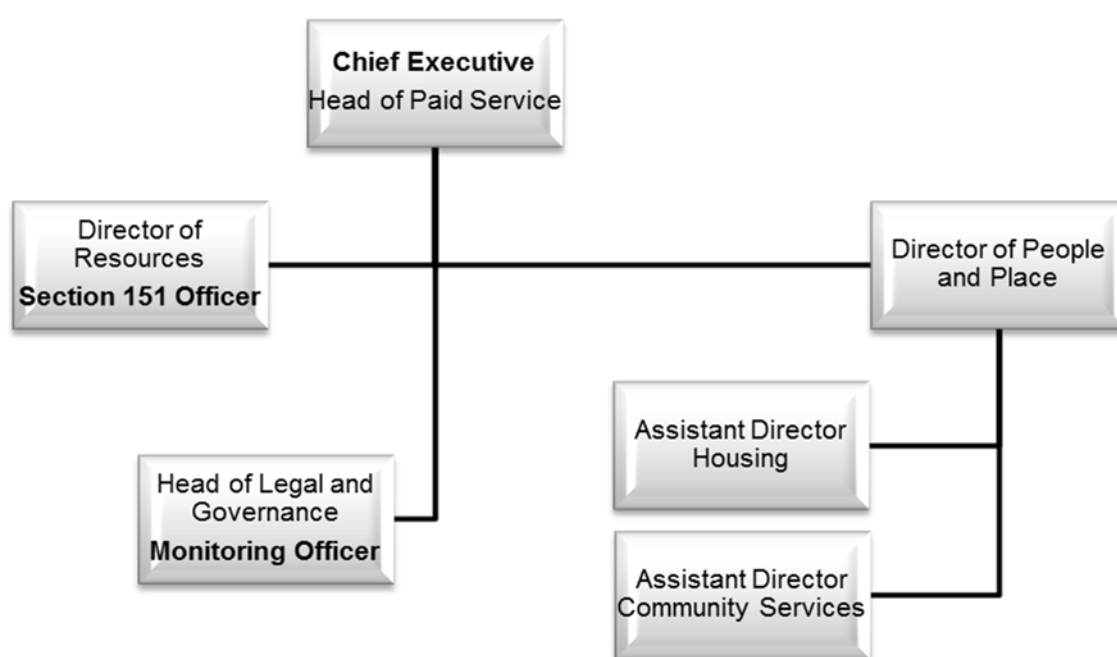 Chief Executive
Head of Paid Service
Director of
Resources
Section 151 Officer
Director of People
and Place
Assistant Director
Housing
Head of Legal and
Governance
Monitoring Officer
Assistant Director
Community Services